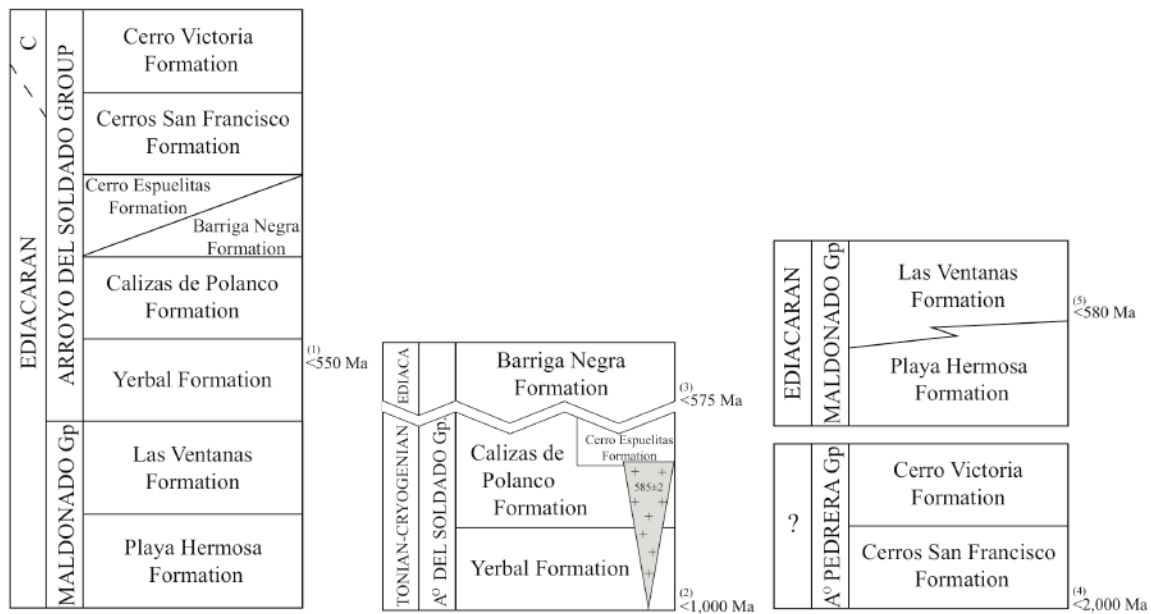 C
EDIACARAN
ARROYO DEL SOLDADO GROUP
MALDONADO Gp
Cerro Victoria
Formation
Cerros San Francisco
Formation
Cerro Espuelitas
Formation
Barriga Negra
Formation
Calizas de Polanco
Formation
Yerbal Formation
(1)
<550 Ma
Las Ventanas
Formation
Playa Hermosa
Formation
EDIACA
TONIAN-CRYOGENIAN
Aº DEL SOLDADO Gp.
Barriga Negra
Formation
(3)
<575 Ma
Calizas de
Polanco
Formation
Cerro Espuelitas
Formation
585±2
Yerbal Formation
(2)
<1,000 Ma
EDIACARAN
MALDONADO Gp
Las Ventanas
Formation
(5)
<580 Ma
Playa Hermosa
Formation
?
Aº PEDRERA Gp
Cerro Victoria
Formation
Cerros San Francisco
Formation
(4)
<2,000 Ma